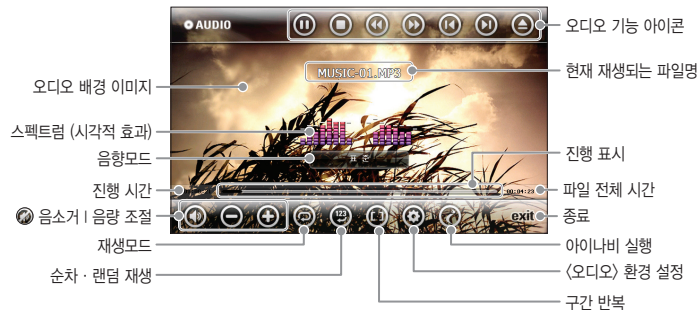 AUDIO
오디오 기능 아이콘
MUSIC-01.MP3
현재 재생되는 파일명
오디오 배경 이미지
스펙트럼 (시각적 효과)
음향모드
표 준
진행 표시
진행 시간
00:04:23
파일 전체 시간
음소거 | 음량 조절
123
exit
종료
재생모드
아이나비 실행
순차 · 랜덤 재생
〈오디오〉 환경 설정
구간 반복